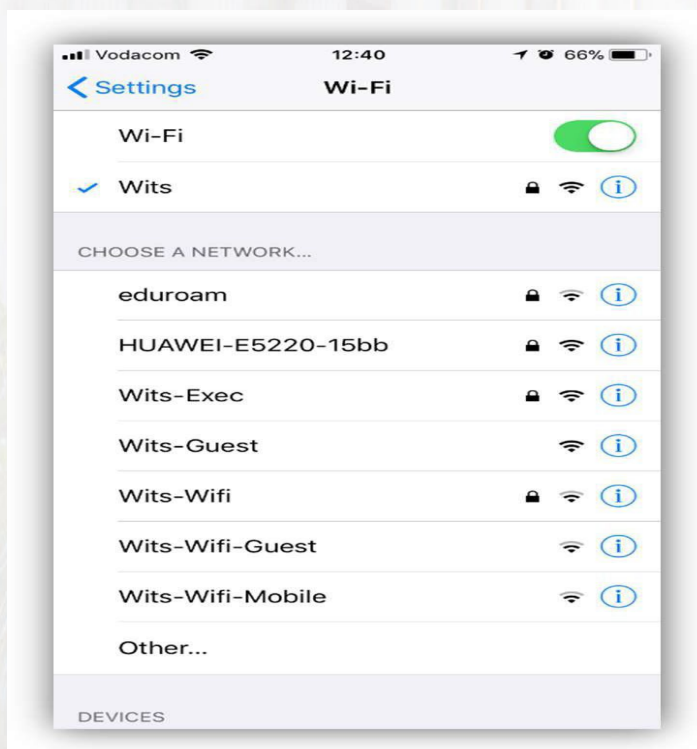 Vodacom 12:40 66%
Settings Wi-Fi
Wi-Fi
Wits
CHOOSE A NETWORK...
eduroam
HUAWEI-E5220-15bb
Wits-Exec
Wits-Guest
Wits-Wifi
Wits-Wifi-Guest
Wits-Wifi-Mobile
Other...
DEVICES